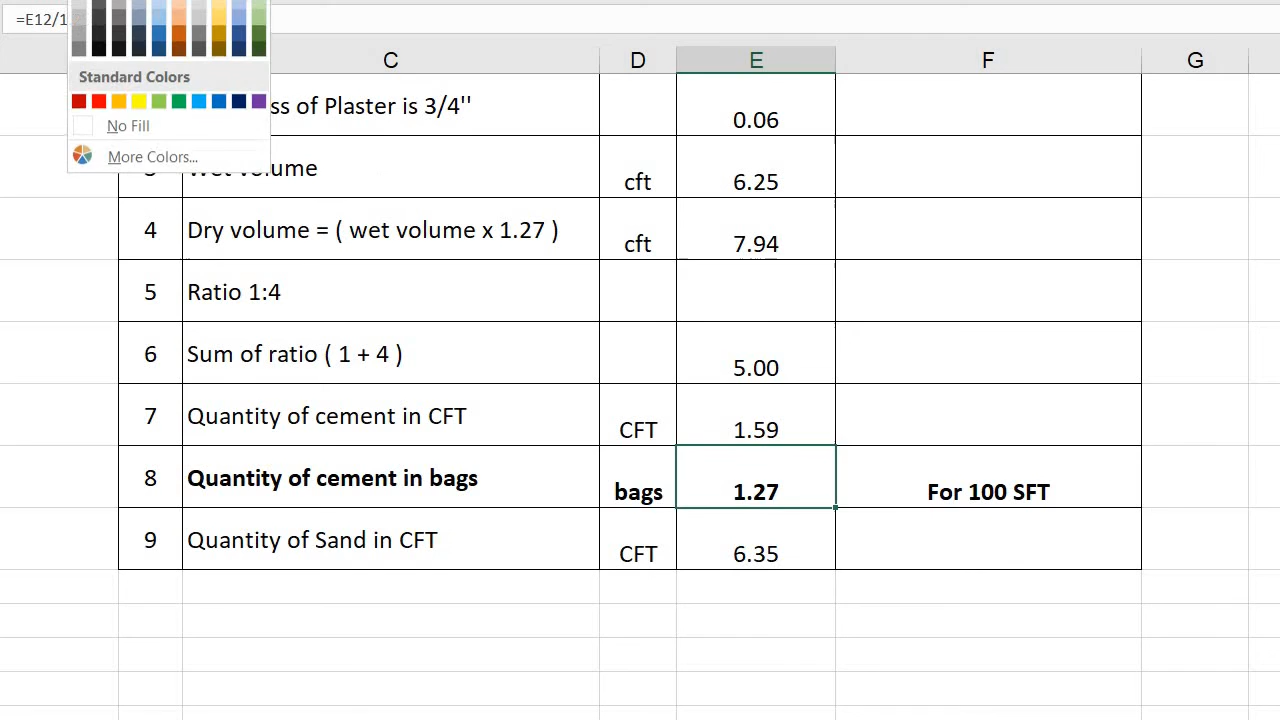 =E12/1
C D E F G
Standard Colors
No Fill
More Colors...
ss of Plaster is 3/4'' 0.06
Wet volume cft 6.25
4 Dry volume = ( wet volume x 1.27 ) cft 7.94
5 Ratio 1:4
6 Sum of ratio ( 1 + 4 ) 5.00
7 Quantity of cement in CFT CFT 1.59
8 Quantity of cement in bags bags 1.27 For 100 SFT
9 Quantity of Sand in CFT CFT 6.35